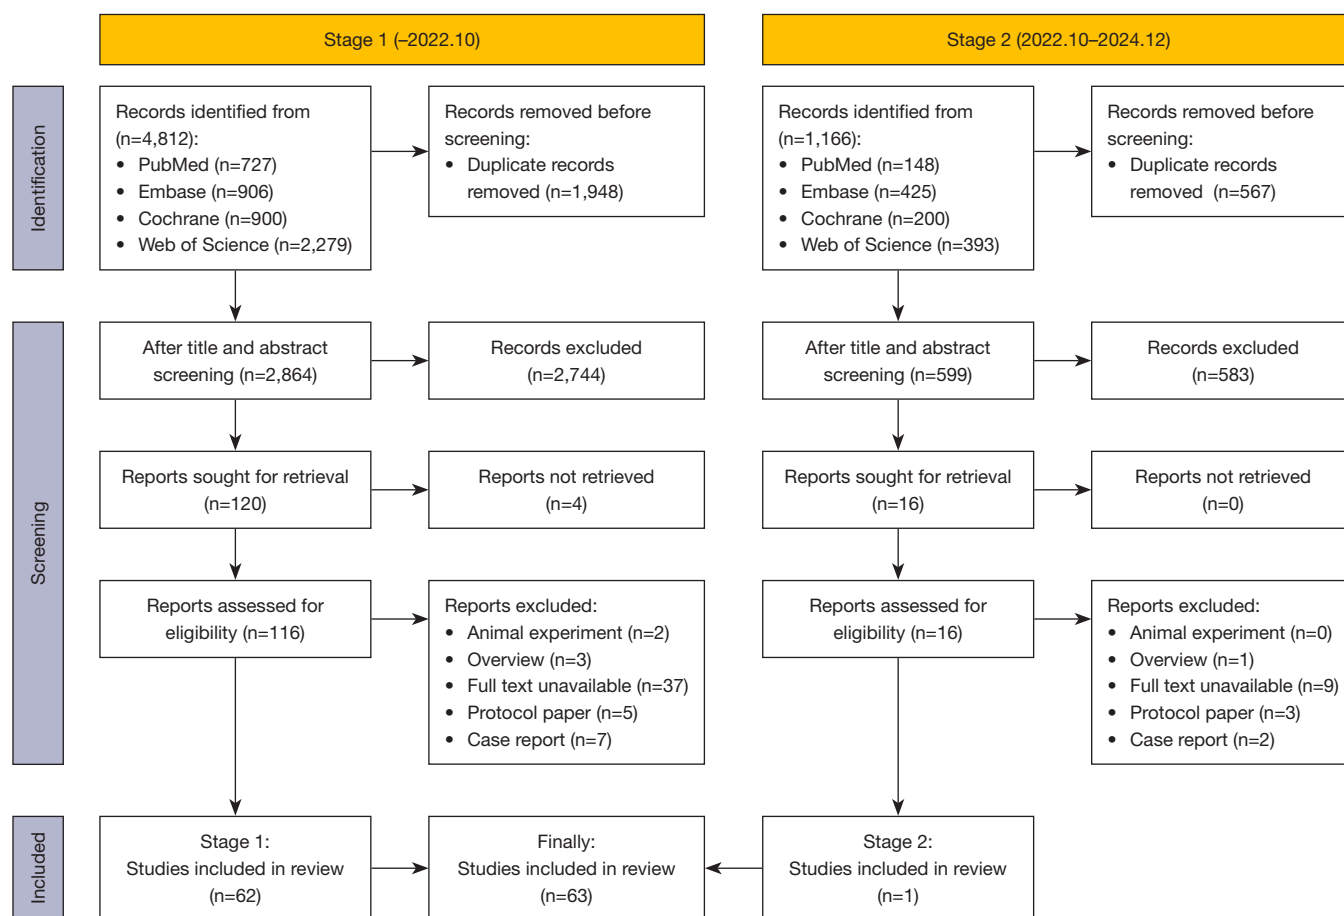 Stage 1 (–2022.10)
Stage 2 (2022.10–2024.12)
Identification
Records identified from
(n=4,812):
• PubMed (n=727)
• Embase (n=906)
• Cochrane (n=900)
• Web of Science (n=2,279)
Records removed before
screening:
• Duplicate records
removed (n=1,948)
Records identified from
(n=1,166):
• PubMed (n=148)
• Embase (n=425)
• Cochrane (n=200)
• Web of Science (n=393)
Records removed before
screening:
• Duplicate records
removed (n=567)
Screening
After title and abstract
screening (n=2,864)
Records excluded
(n=2,744)
After title and abstract
screening (n=599)
Records excluded
(n=583)
Reports sought for retrieval
(n=120)
Reports not retrieved
(n=4)
Reports sought for retrieval
(n=16)
Reports not retrieved
(n=0)
Reports assessed for
eligibility (n=116)
Reports excluded:
• Animal experiment (n=2)
• Overview (n=3)
• Full text unavailable (n=37)
• Protocol paper (n=5)
• Case report (n=7)
Reports assessed for
eligibility (n=16)
Reports excluded:
• Animal experiment (n=0)
• Overview (n=1)
• Full text unavailable (n=9)
• Protocol paper (n=3)
• Case report (n=2)
Included
Stage 1:
Studies included in review
(n=62)
Finally:
Studies included in review
(n=63)
Stage 2:
Studies included in review
(n=1)